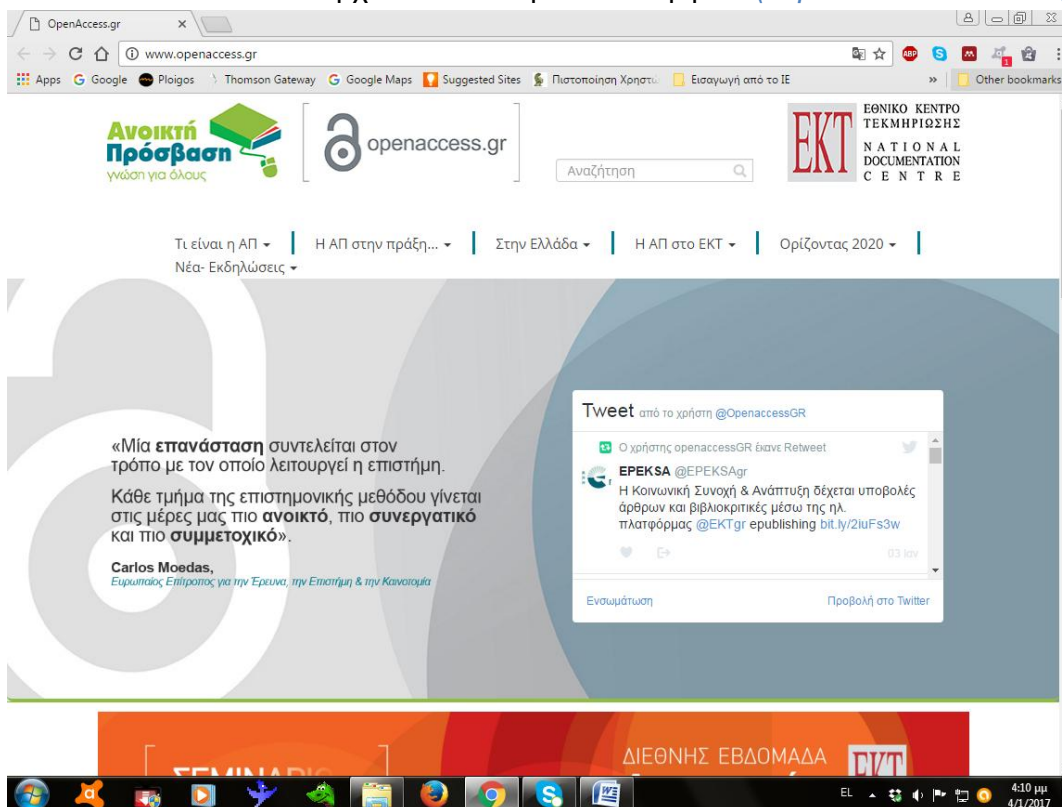 OpenAccess.gr
www.openaccess.gr
Apps Google Ploigos Thomson Gateway Google Maps Suggested Sites Πιστοποίηση Χρηστώ Εισαγωγή από το IE » Other bookmarks
Ανοικτή
Πρόσβαση
γνώση για όλους
openaccess.gr
Αναζήτηση
ΕΚΤ
ΕΘΝΙΚΟ ΚΕΝΤΡΟ
ΤΕΚΜΗΡΙΩΣΗΣ
NATIONAL
DOCUMENTATION
CENTRE
Τι είναι η ΑΠ Η ΑΠ στην πράξη... Στην Ελλάδα Η ΑΠ στο ΕΚΤ Ορίζοντας 2020
Νέα- Εκδηλώσεις
«Μία επανάσταση συντελείται στον
τρόπο με τον οποίο λειτουργεί η επιστήμη.
Κάθε τμήμα της επιστημονικής μεθόδου γίνεται
στις μέρες μας πιο ανοικτό, πιο συνεργατικό
και πιο συμμετοχικό».
Carlos Moedas,
Ευρωπαίος Επίτροπος για την Έρευνα, την Επιστήμη & την Καινοτομία
Tweet από το χρήστη @OpenaccessGR
Ο χρήστης openaccessGR έκανε Retweet
EPEKSA @EPEKSAgr
Η Κοινωνική Συνοχή & Ανάπτυξη δέχεται υποβολές
άρθρων και βιβλιοκριτικές μέσω της ηλ.
πλατφόρμας @EKTgr epublishing bit.ly/2iuFs3w
03 Ιαν
Ενσωμάτωση Προβολή στο Twitter
ΔΙΕΘΝΗΣ ΕΒΔΟΜΑΔΑ
ΕΚΤ
EL 4:10 μμ
4/1/2017